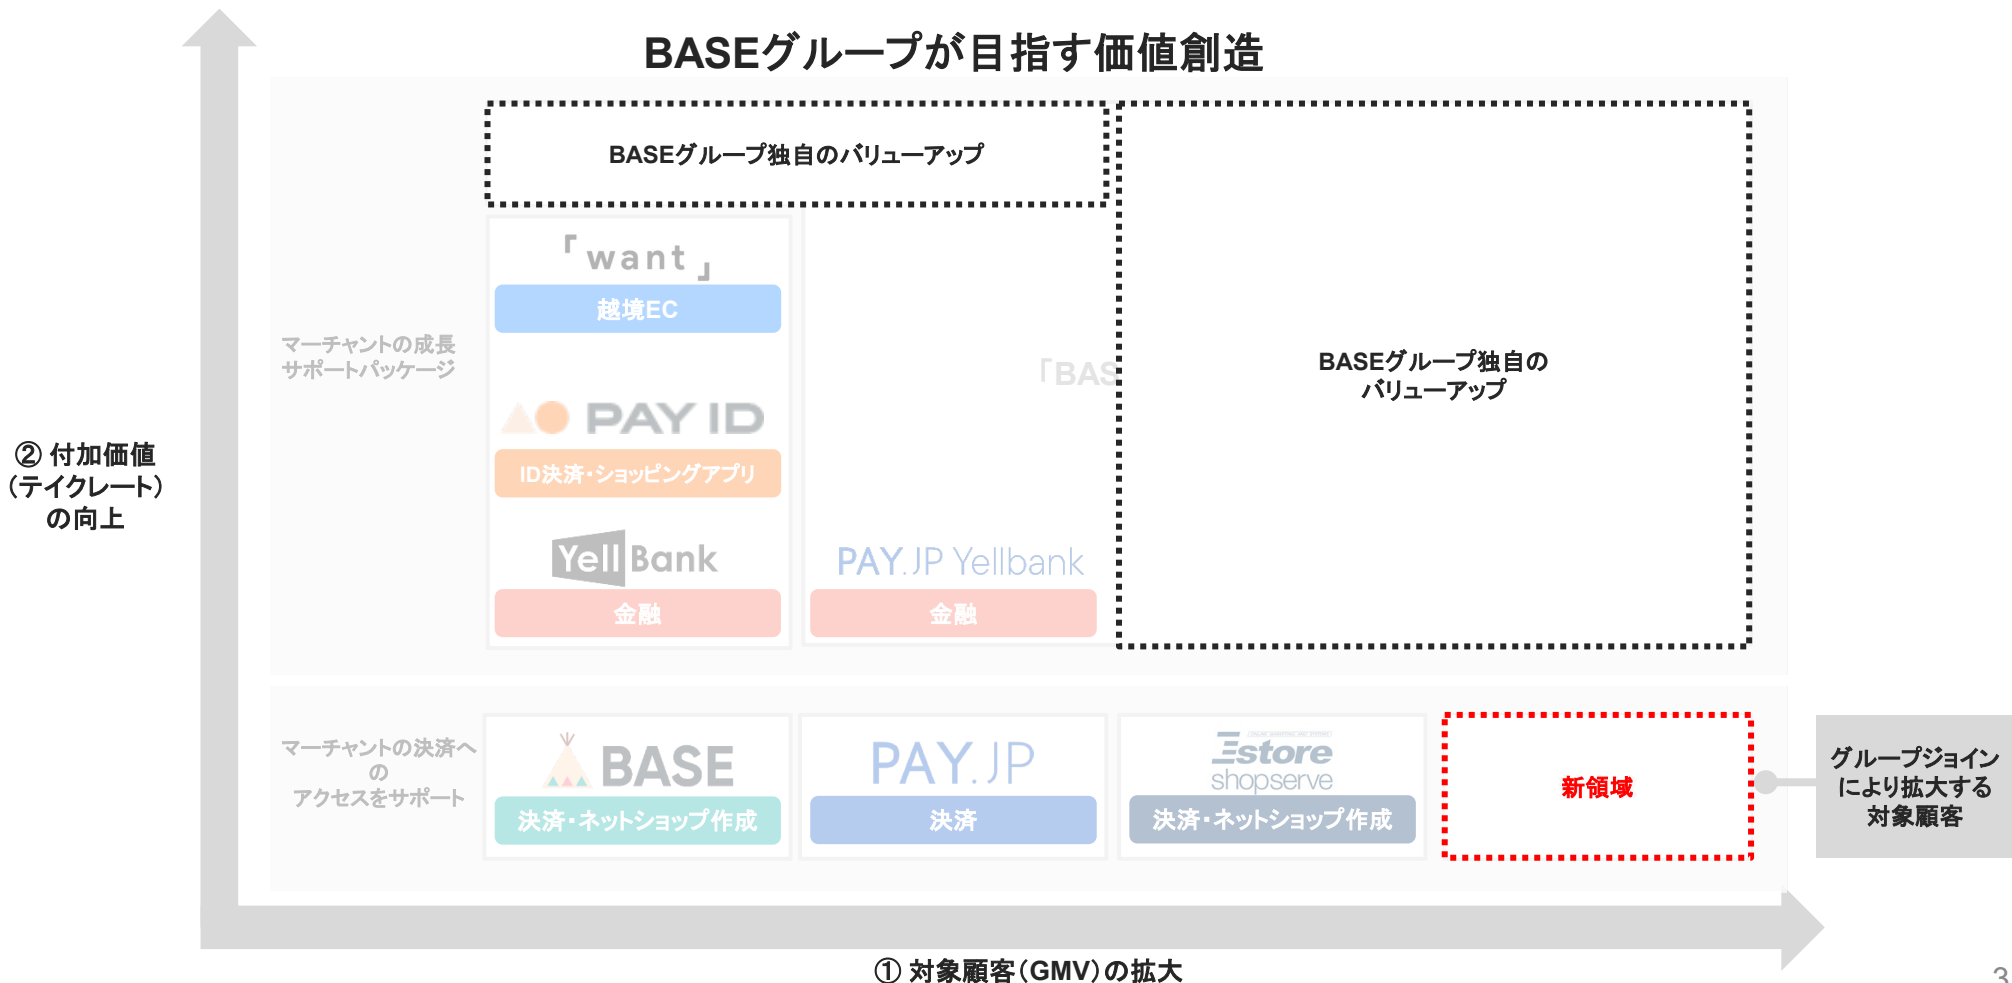 BASEグループが目指す価値創造
BASEグループ独自のバリューアップ
「want」
越境EC
マーチャントの成長
サポートパッケージ
「BAS
BASEグループ独自の
バリューアップ
PAY ID
ID決済・ショッピングアプリ
② 付加価値
（テイクレート）
の向上
YellBank
PAY.JP Yellbank
金融
金融
マーチャントの決済へ
の
アクセスをサポート
BASE
決済・ネットショップ作成
PAY.JP
決済
Estore
shopserve
決済・ネットショップ作成
新領域
グループジョイン
により拡大する
対象顧客
① 対象顧客（GMV）の拡大
3